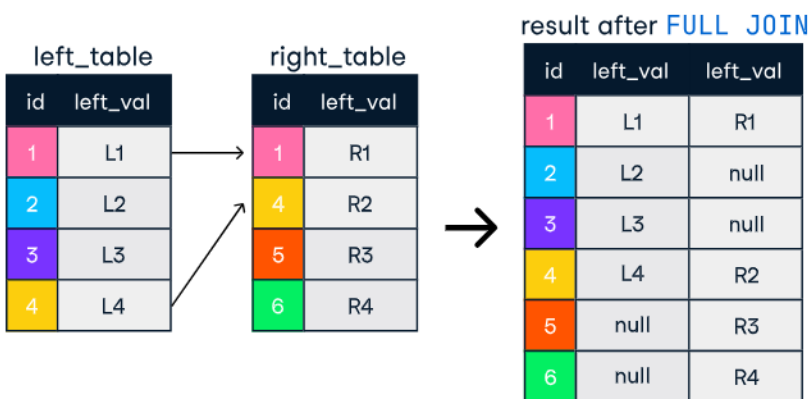 result after FULL JOIN
left_table right_table
id left_val id left_val id left_val left_val
1 L1 1 R1 1 L1 R1
2 L2 4 R2 2 L2 null
3 L3 5 R3 3 L3 null
4 L4 6 R4 4 L4 R2
5 null R3
6 null R4